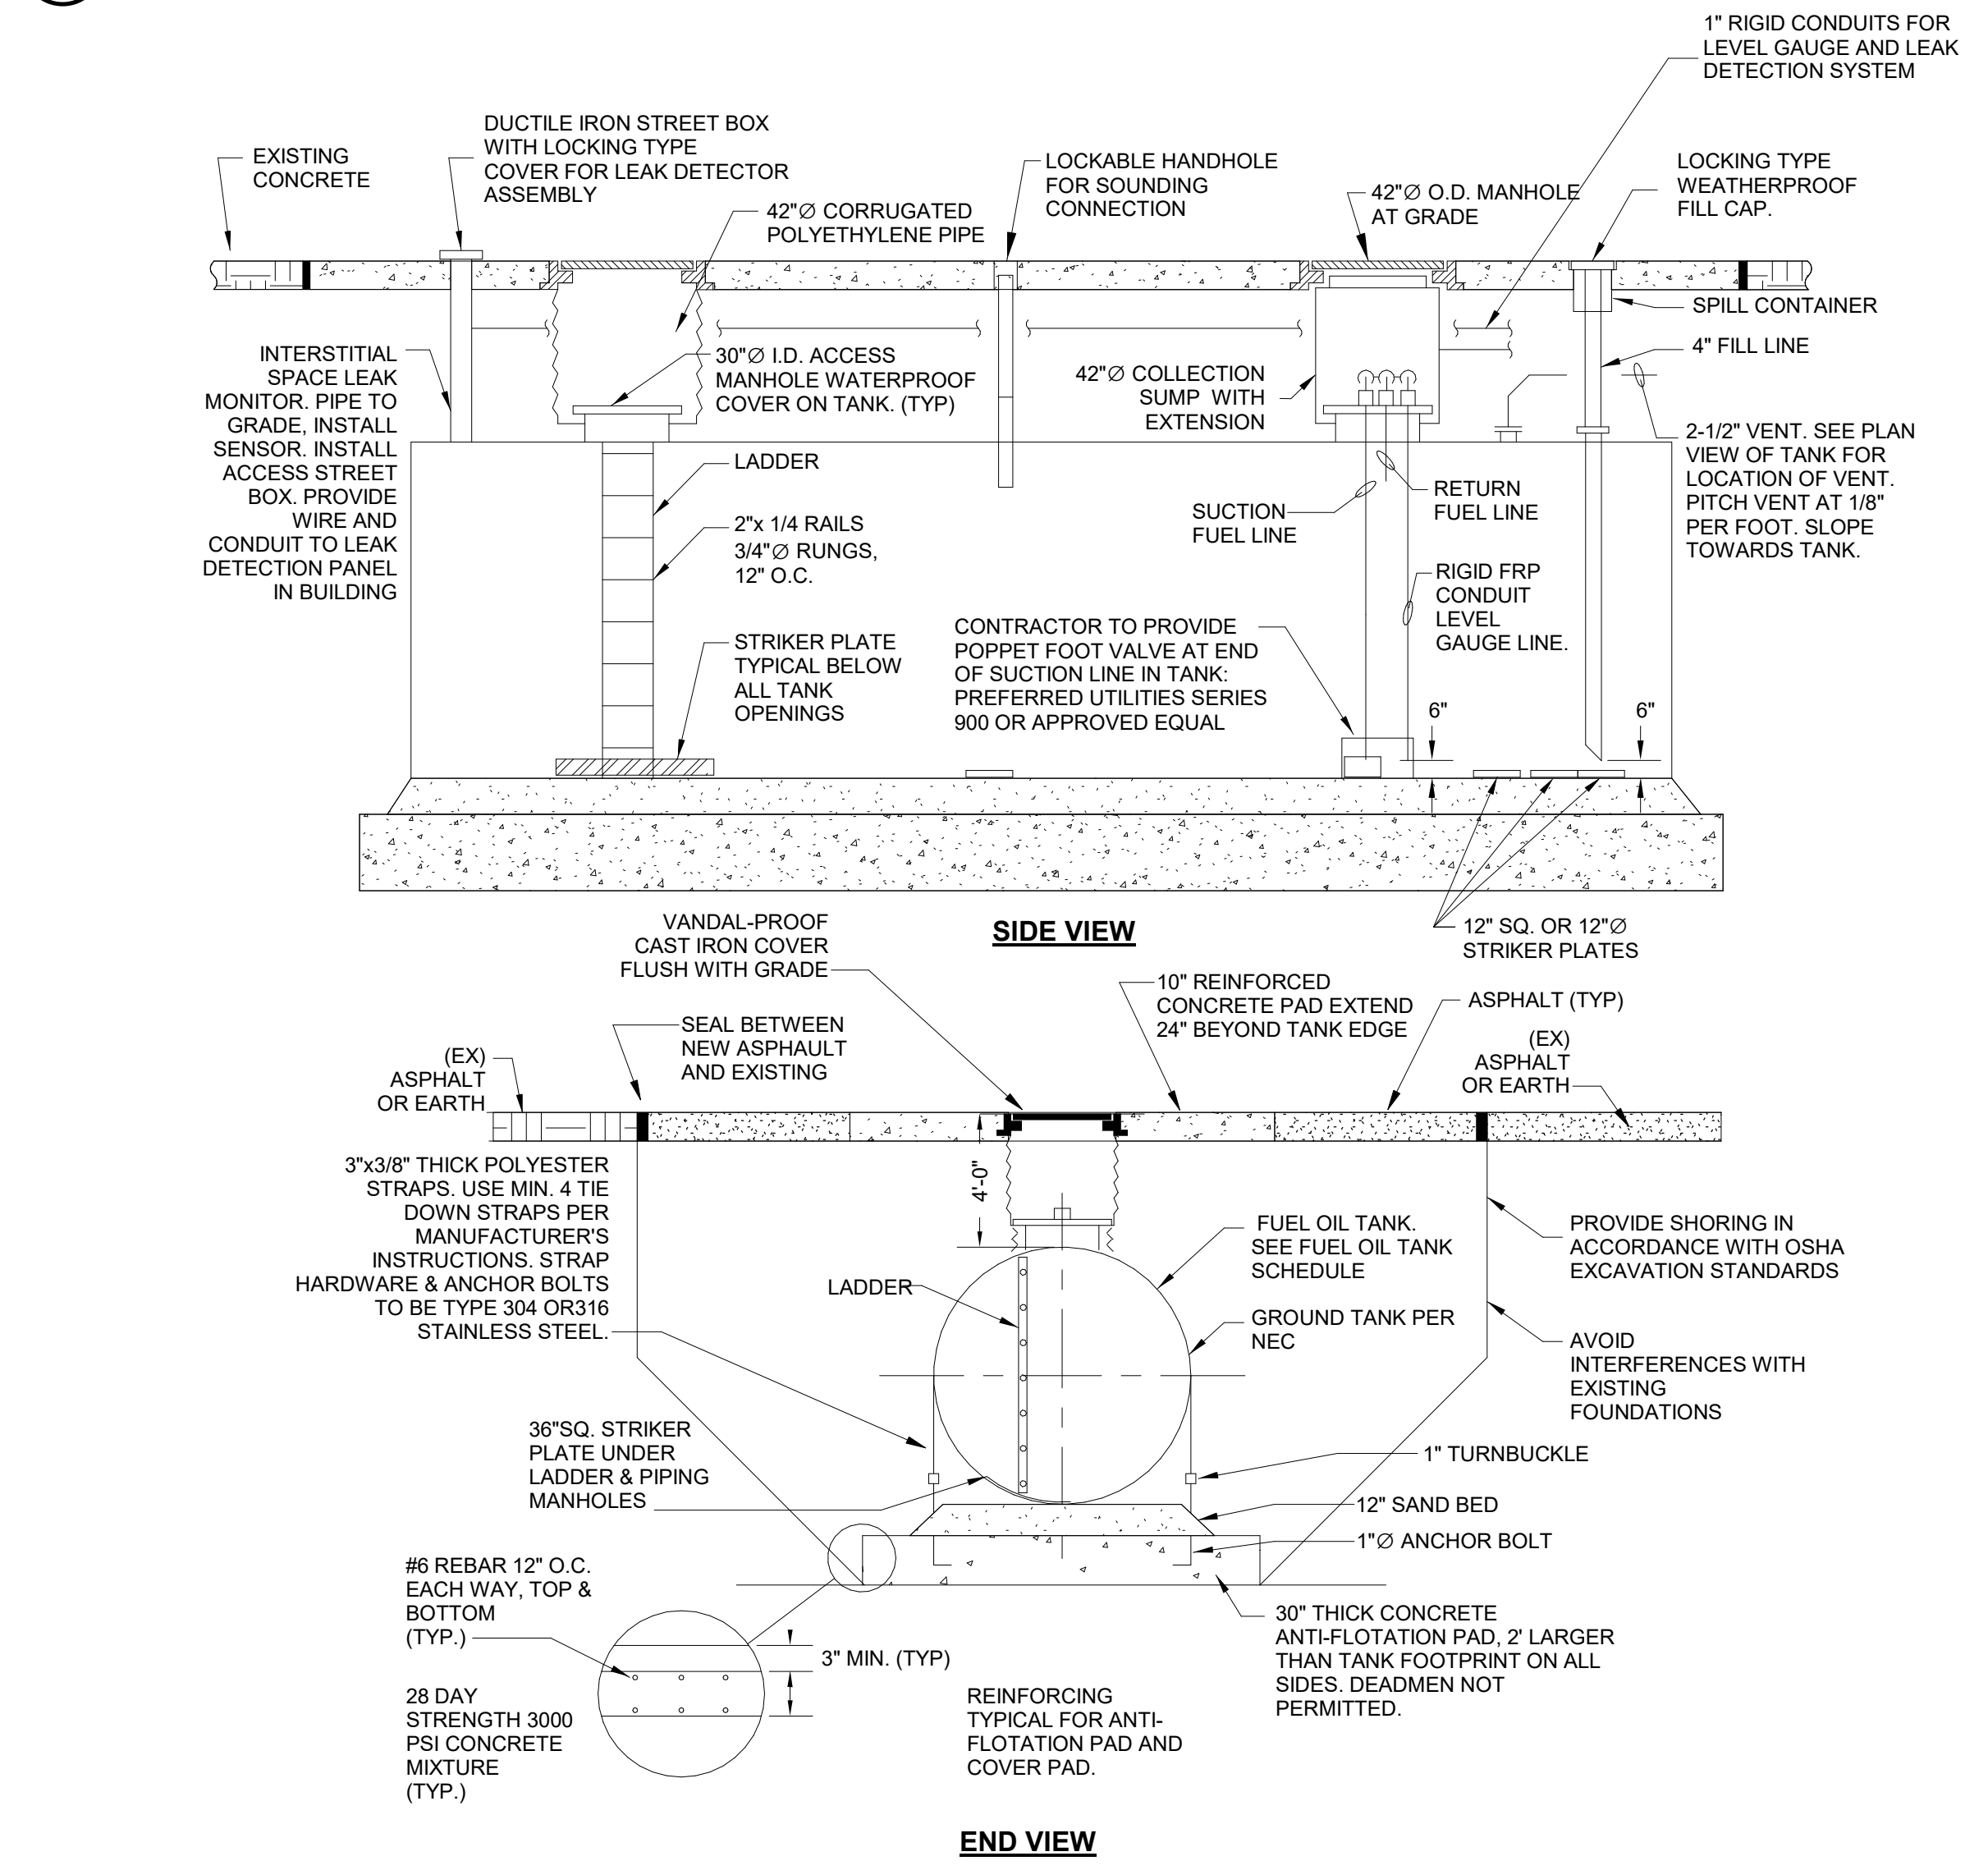 1" RIGID CONDUITS FOR
LEVEL GAUGE AND LEAK
DETECTION SYSTEM
DUCTILE IRON STREET BOX
WITH LOCKING TYPE
COVER FOR LEAK DETECTOR
ASSEMBLY
EXISTING
CONCRETE
42"Ø CORRUGATED
POLYETHYLENE PIPE
LOCKABLE HANDHOLE
FOR SOUNDING
CONNECTION
42"Ø O.D. MANHOLE
AT GRADE
LOCKING TYPE
WEATHERPROOF
FILL CAP.
SPILL CONTAINER
4" FILL LINE
INTERSTITIAL
SPACE LEAK
MONITOR. PIPE TO
GRADE, INSTALL
SENSOR. INSTALL
ACCESS STREET
BOX. PROVIDE
WIRE AND
CONDUIT TO LEAK
DETECTION PANEL
IN BUILDING
30"Ø I.D. ACCESS
MANHOLE WATERPROOF
COVER ON TANK. (TYP)
42"Ø COLLECTION
SUMP WITH
EXTENSION
2-1/2" VENT. SEE PLAN
VIEW OF TANK FOR
LOCATION OF VENT.
PITCH VENT AT 1/8"
PER FOOT. SLOPE
TOWARDS TANK.
LADDER
2"x 1/4 RAILS
3/4"Ø RUNGS,
12" O.C.
SUCTION
FUEL LINE
RETURN
FUEL LINE
RIGID FRP
CONDUIT
LEVEL
GAUGE LINE.
STRIKER PLATE
TYPICAL BELOW
ALL TANK
OPENINGS
CONTRACTOR TO PROVIDE
POPPET FOOT VALVE AT END
OF SUCTION LINE IN TANK:
PREFERRED UTILITIES SERIES
900 OR APPROVED EQUAL
6"
6"
12" SQ. OR 12"Ø
STRIKER PLATES
SIDE VIEW
VANDAL-PROOF
CAST IRON COVER
FLUSH WITH GRADE
10" REINFORCED
CONCRETE PAD EXTEND
24" BEYOND TANK EDGE
ASPHALT (TYP)
(EX)
ASPHALT
OR EARTH
SEAL BETWEEN
NEW ASPHAULT
AND EXISTING
(EX)
ASPHALT
OR EARTH
3"x3/8" THICK POLYESTER
STRAPS. USE MIN. 4 TIE
DOWN STRAPS PER
MANUFACTURER'S
INSTRUCTIONS. STRAP
HARDWARE & ANCHOR BOLTS
TO BE TYPE 304 OR316
STAINLESS STEEL.
4'-0"
LADDER
FUEL OIL TANK.
SEE FUEL OIL TANK
SCHEDULE
GROUND TANK PER
NEC
PROVIDE SHORING IN
ACCORDANCE WITH OSHA
EXCAVATION STANDARDS
AVOID
INTERFERENCES WITH
EXISTING
FOUNDATIONS
36"SQ. STRIKER
PLATE UNDER
LADDER & PIPING
MANHOLES
1" TURNBUCKLE
12" SAND BED
1"Ø ANCHOR BOLT
#6 REBAR 12" O.C.
EACH WAY, TOP &
BOTTOM
(TYP.)
3" MIN. (TYP)
30" THICK CONCRETE
ANTI-FLOTATION PAD, 2' LARGER
THAN TANK FOOTPRINT ON ALL
SIDES. DEADMEN NOT
PERMITTED.
28 DAY
STRENGTH 3000
PSI CONCRETE
MIXTURE
(TYP.)
REINFORCING
TYPICAL FOR ANTI-
FLOTATION PAD AND
COVER PAD.
END VIEW